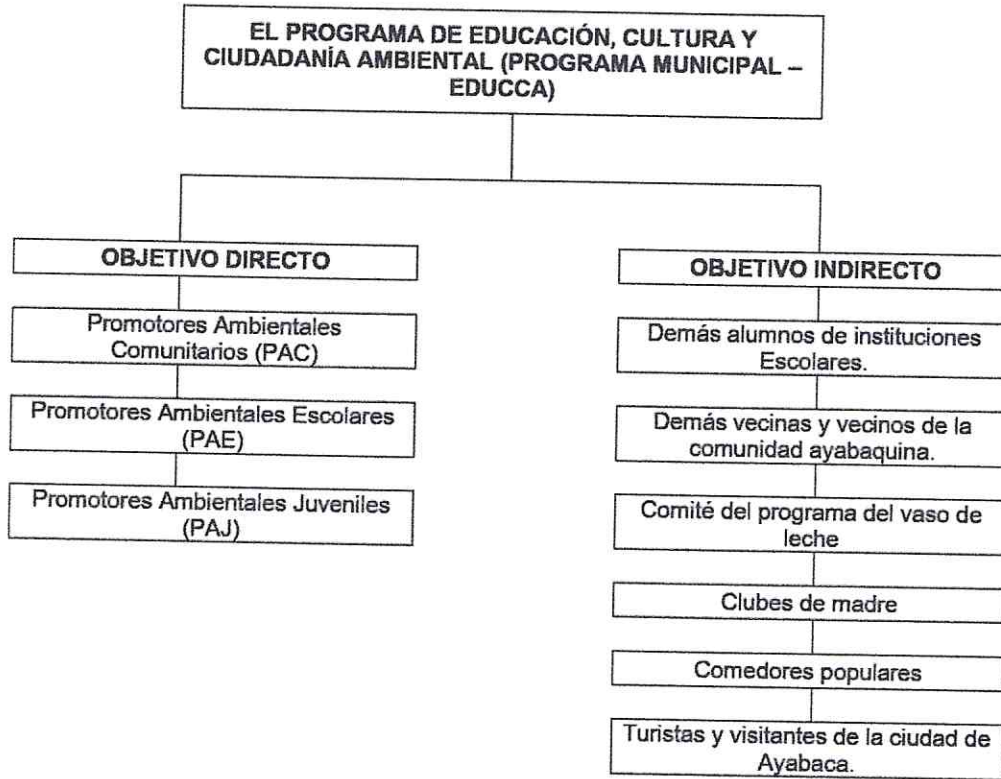 EL PROGRAMA DE EDUCACIÓN, CULTURA Y
CIUDADANÍA AMBIENTAL (PROGRAMA MUNICIPAL –
EDUCCA)
OBJETIVO DIRECTO
Promotores Ambientales
Comunitarios (PAC)
Promotores Ambientales Escolares
(PAE)
Promotores Ambientales Juveniles
(PAJ)
OBJETIVO INDIRECTO
Demás alumnos de instituciones
Escolares.
Demás vecinas y vecinos de la
comunidad ayabaquina.
Comité del programa del vaso de
leche
Clubes de madre
Comedores populares
Turistas y visitantes de la ciudad de
Ayabaca.